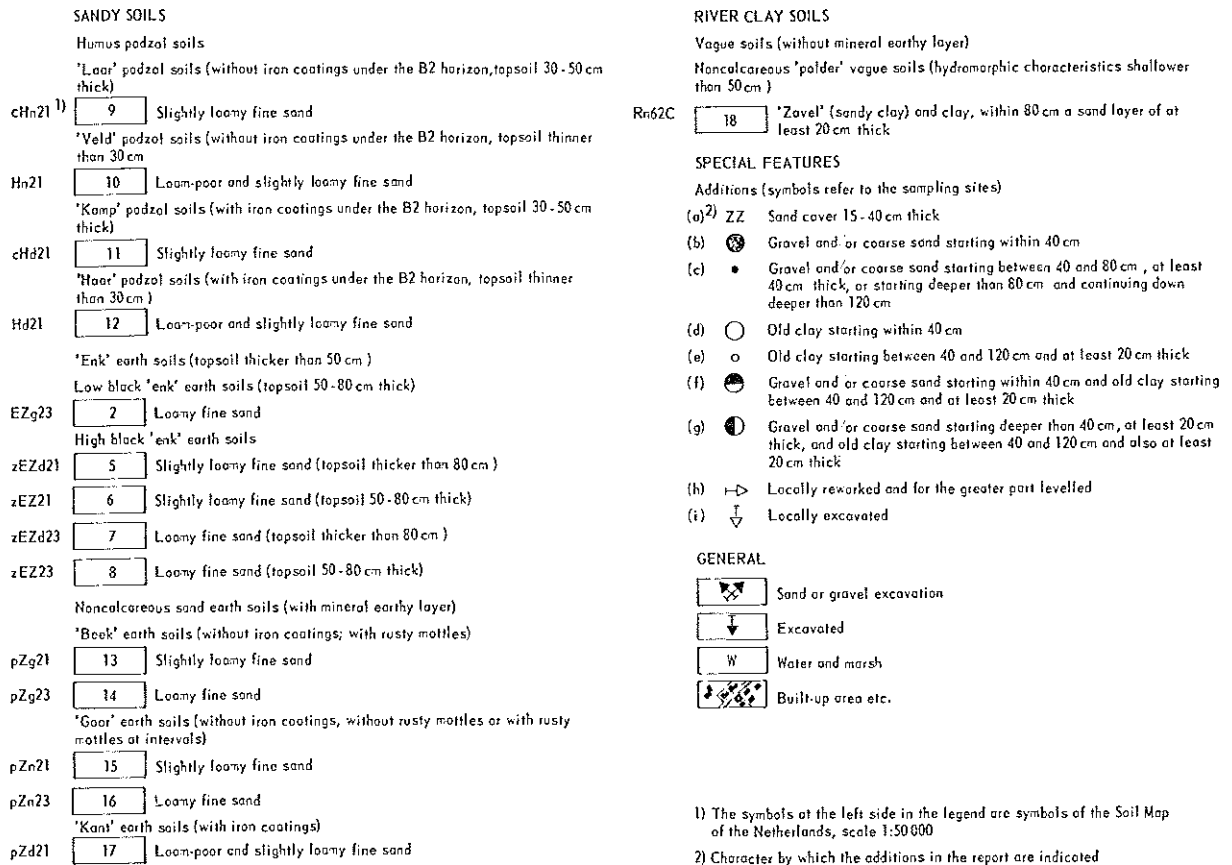 SANDY SOILS
Humus podzol soils
'Laar' podzol soils (without iron coatings under the B2 horizon, topsoil 30-50 cm
thick)
cHn21 1) 9 Slightly loamy fine sand
'Veld' podzol soils (without iron coatings under the B2 horizon, topsoil thinner
than 30 cm
Hn21 10 Loam-poor and slightly loamy fine sand
'Kamp' podzol soils (with iron coatings under the B2 horizon, topsoil 30-50 cm
thick)
cHd21 11 Slightly loamy fine sand
'Haar' podzol soils (with iron coatings under the B2 horizon, topsoil thinner
than 30 cm)
Hd21 12 Loam-poor and slightly loamy fine sand
'Enk' earth soils (topsoil thicker than 50 cm)
Low black 'enk' earth soils (topsoil 50-80 cm thick)
EZg23 2 Loamy fine sand
High black 'enk' earth soils
zEZd21 5 Slightly loamy fine sand (topsoil thicker than 80 cm)
zEZ21 6 Slightly loamy fine sand (topsoil 50-80 cm thick)
zEZd23 7 Loamy fine sand (topsoil thicker than 80 cm)
zEZ23 8 Loamy fine sand (topsoil 50-80 cm thick)
Noncalcareous sand earth soils (with mineral earthy layer)
'Beek' earth soils (without iron coatings; with rusty mottles)
pZg21 13 Slightly loamy fine sand
pZg23 14 Loamy fine sand
'Goor' earth soils (without iron coatings, without rusty mottles or with rusty
mottles at intervals)
pZn21 15 Slightly loamy fine sand
pZn23 16 Loamy fine sand
'Kant' earth soils (with iron coatings)
pZd21 17 Loam-poor and slightly loamy fine sand
RIVER CLAY SOILS
Vague soils (without mineral earthy layer)
Noncalcareous 'polder' vague soils (hydromorphic characteristics shallower
than 50 cm)
Rn62C 18 'Zavel' (sandy clay) and clay, within 80 cm a sand layer of at
least 20 cm thick
SPECIAL FEATURES
Additions (symbols refer to the sampling sites)
(a)2) ZZ Sand cover 15-40 cm thick
(b) Gravel and/or coarse sand starting within 40 cm
(c) Gravel and/or coarse sand starting between 40 and 80 cm, at least
40 cm thick, or starting deeper than 80 cm and continuing down
deeper than 120 cm
(d) Old clay starting within 40 cm
(e) Old clay starting between 40 and 120 cm and at least 20 cm thick
(f) Gravel and/or coarse sand starting within 40 cm and old clay starting
between 40 and 120 cm and at least 20 cm thick
(g) Gravel and/or coarse sand starting deeper than 40 cm, at least 20 cm
thick, and old clay starting between 40 and 120 cm and also at least
20 cm thick
(h) Locally reworked and for the greater part levelled
(i) Locally excavated
GENERAL
Sand or gravel excavation
Excavated
W Water and marsh
Built-up area etc.
1) The symbols at the left side in the legend are symbols of the Soil Map
of the Netherlands, scale 1:50 000
2) Character by which the additions in the report are indicated